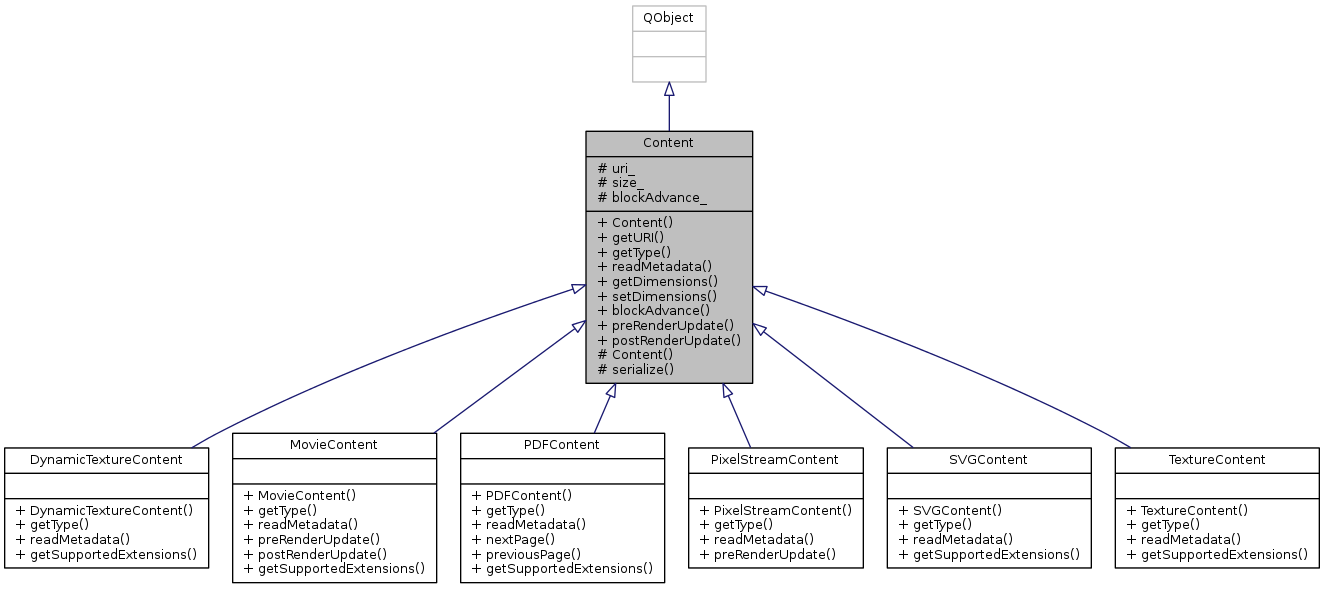 QObject
Content
# uri_
# size_
# blockAdvance_
+ Content()
+ getURI()
+ getType()
+ readMetadata()
+ getDimensions()
+ setDimensions()
+ blockAdvance()
+ preRenderUpdate()
+ postRenderUpdate()
# Content()
# serialize()
DynamicTextureContent
+ DynamicTextureContent()
+ getType()
+ readMetadata()
+ getSupportedExtensions()
MovieContent
+ MovieContent()
+ getType()
+ readMetadata()
+ preRenderUpdate()
+ postRenderUpdate()
+ getSupportedExtensions()
PDFContent
+ PDFContent()
+ getType()
+ readMetadata()
+ nextPage()
+ previousPage()
+ getSupportedExtensions()
PixelStreamContent
+ PixelStreamContent()
+ getType()
+ readMetadata()
+ preRenderUpdate()
SVGContent
+ SVGContent()
+ getType()
+ readMetadata()
+ getSupportedExtensions()
TextureContent
+ TextureContent()
+ getType()
+ readMetadata()
+ getSupportedExtensions()